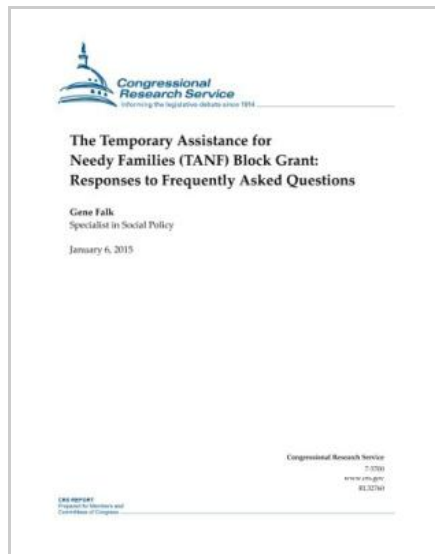 Congressional
Research Service
Informing the legislative debate since 1914
The Temporary Assistance for
Needy Families (TANF) Block Grant:
Responses to Frequently Asked Questions
Gene Falk
Specialist in Social Policy
January 6, 2015
Congressional Research Service
7-5700
www.crs.gov
RL32760
CRS REPORT
Prepared for Members and
Committees of Congress